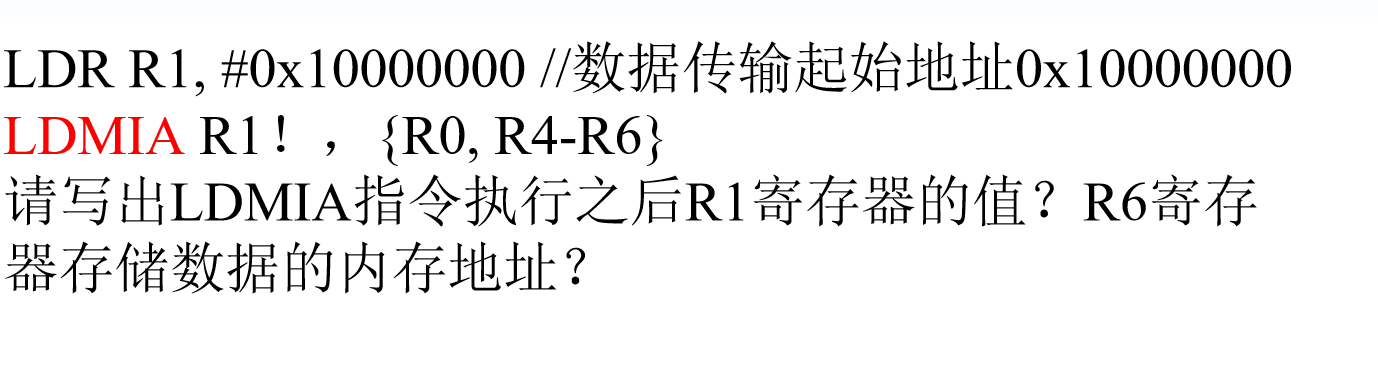 LDR R1, #0x10000000 //数据传输起始地址0x10000000
LDMIA R1！，{R0, R4-R6}
请写出LDMIA指令执行之后R1寄存器的值？R6寄存
器存储数据的内存地址？